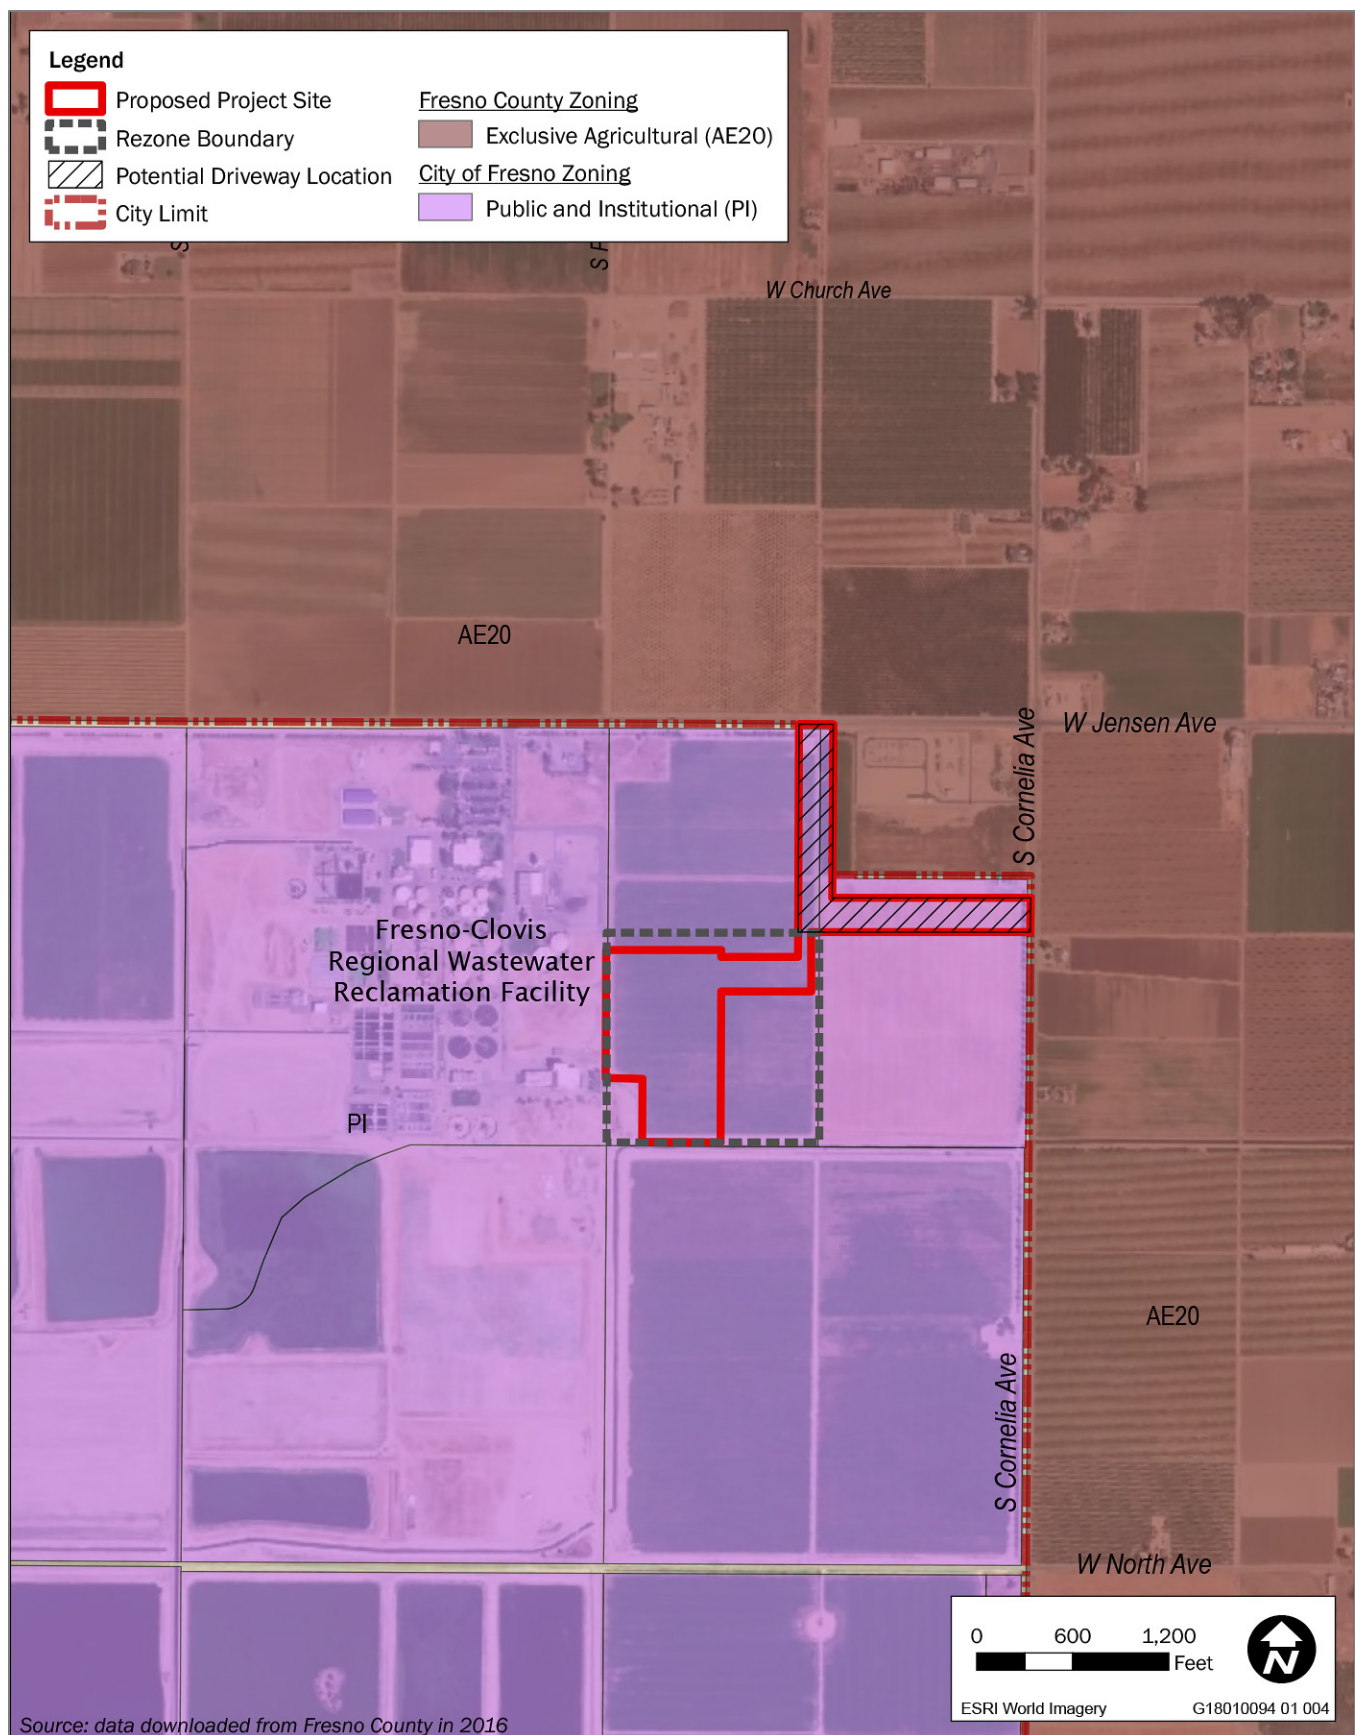 Legend
Proposed Project Site
Rezone Boundary
Potential Driveway Location
City Limit
Fresno County Zoning
Exclusive Agricultural (AE20)
City of Fresno Zoning
Public and Institutional (PI)
W Church Ave
AE20
W Jensen Ave
S Cornelia Ave
Fresno-Clovis
Regional Wastewater
Reclamation Facility
PI
AE20
S Cornelia Ave
W North Ave
0 600 1,200
Feet
N
ESRI World Imagery G18010094 01 004
Source: data downloaded from Fresno County in 2016